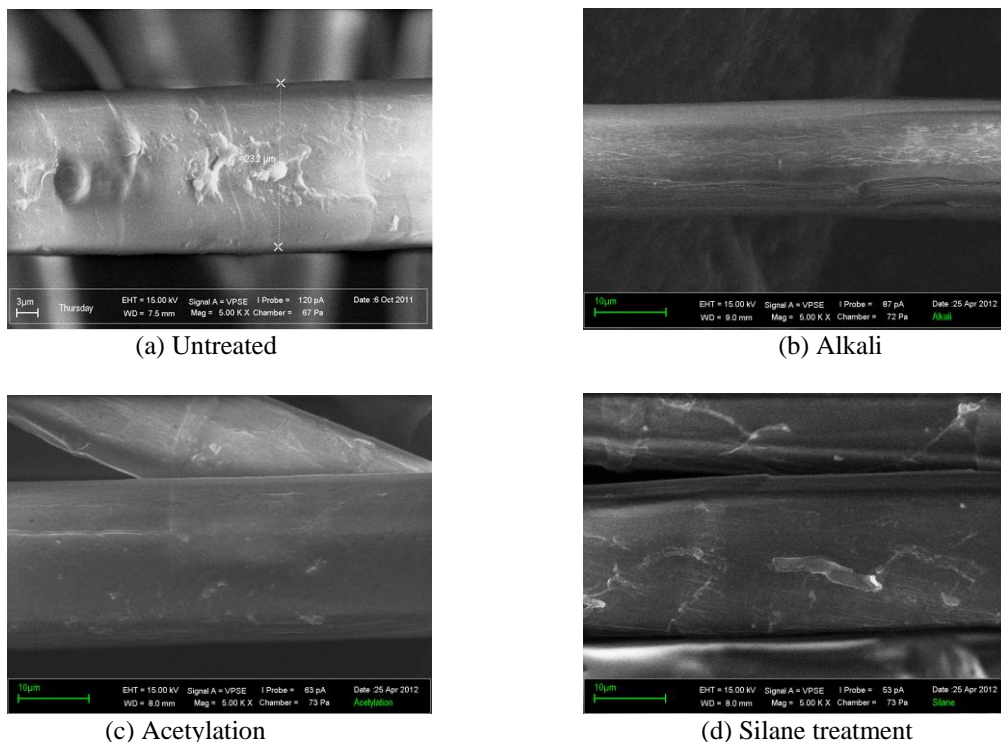 =23.2 µm
3µm
Thursday
EHT = 15.00 kV Signal A = VPSE I Probe = 120 pA Date :6 Oct 2011
WD = 7.5 mm Mag = 5.00 K X Chamber = 67 Pa
(a) Untreated
10µm
EHT = 15.00 kV Signal A = VPSE I Probe = 87 pA Date :25 Apr 2012
WD = 9.0 mm Mag = 5.00 K X Chamber = 72 Pa Alkali
(b) Alkali
10µm
EHT = 15.00 kV Signal A = VPSE I Probe = 63 pA Date :25 Apr 2012
WD = 8.0 mm Mag = 5.00 K X Chamber = 73 Pa Acetylation
(c) Acetylation
10µm
EHT = 15.00 kV Signal A = VPSE I Probe = 53 pA Date :25 Apr 2012
WD = 8.0 mm Mag = 5.00 K X Chamber = 73 Pa Silane
(d) Silane treatment